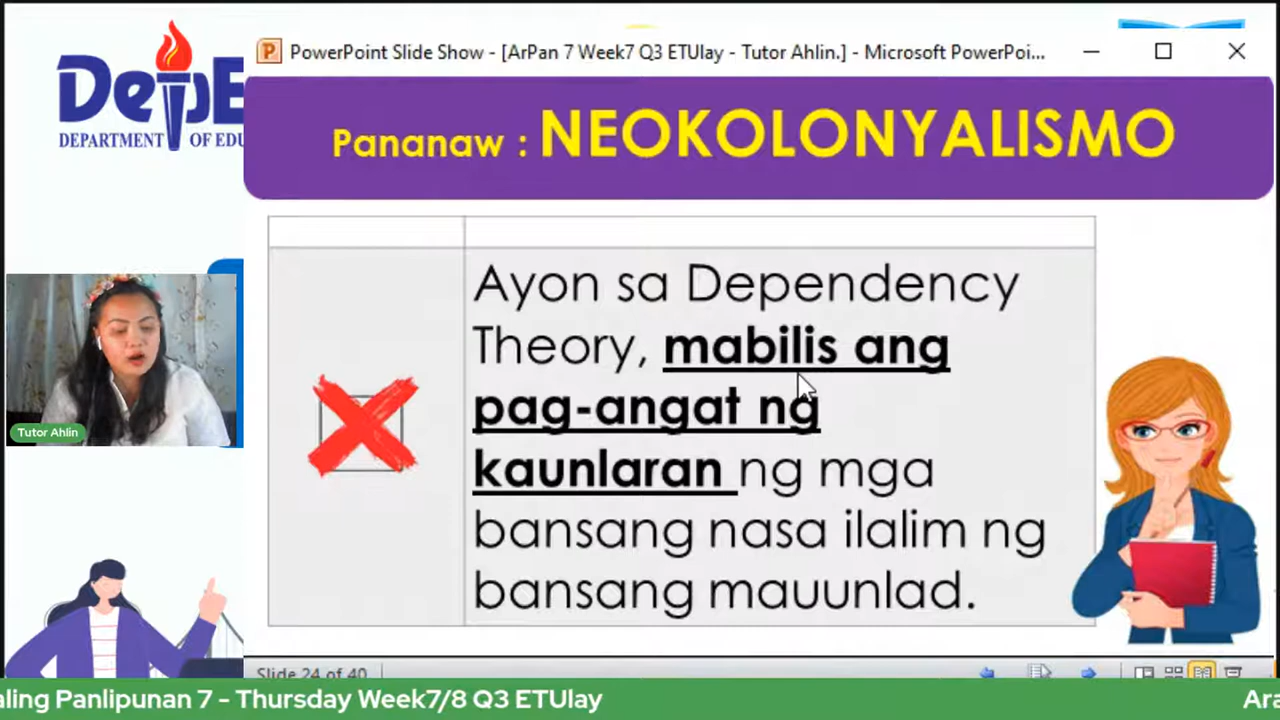 PowerPoint Slide Show - [ArPan 7 Week7 Q3 ETUlay - Tutor Ahlin.] - Microsoft PowerPoi...
DepE
DEPARTMENT OF EDU
Pananaw : NEOKOLONYALISMO
Ayon sa Dependency
Theory, mabilis ang
pag-angat ng
kaunlaran ng mga
bansang nasa ilalim ng
bansang mauunlad.
Tutor Ahlin
Slide 24 of 40
aling Panlipunan 7 - Thursday Week7/8 Q3 ETUlay
Ara